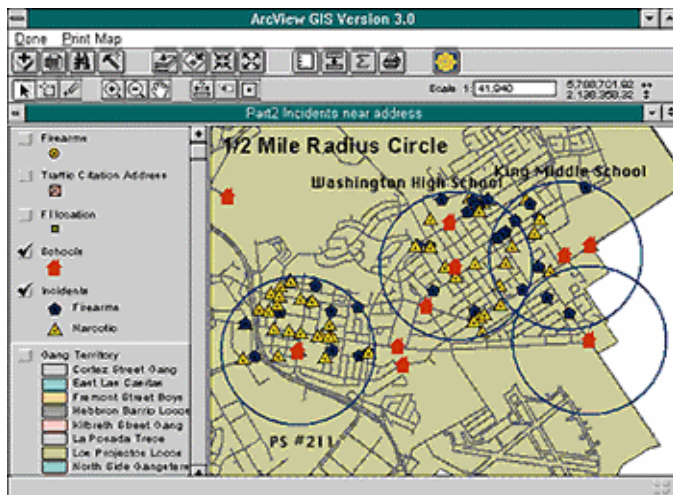 ArcView GIS Version 3.0
Done Print Map
Scale 1: 41,940
5,788,701.92
2,138,358.32
Part2 Incidents near address
Firearms
Traffic Citation Address
FI location
Schools
Incidents
Firearms
Narcotic
Gang Territory
Cortez Street Gang
East Las Casitas
Fremont Street Boys
Hebbron Barrio Locos
Kilbreth Street Gang
La Posada Trece
Los Projectos Locos
North Side Gangsters
1/2 Mile Radius Circle
Washington High School
King Middle School
PS #211